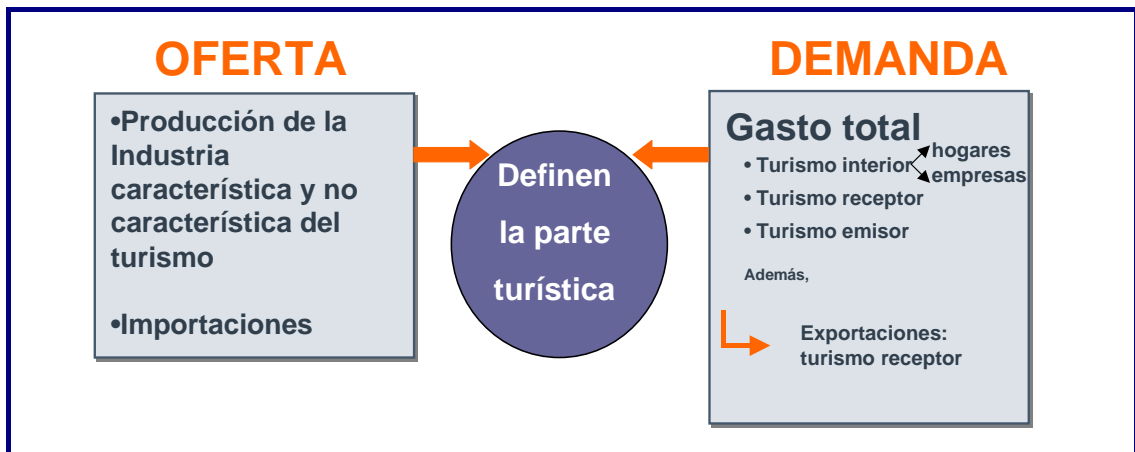 OFERTA
•Producción de la
Industria
característica y no
característica del
turismo
•Importaciones
Definen
la parte
turística
DEMANDA
Gasto total
• Turismo interior
hogares
empresas
• Turismo receptor
• Turismo emisor
Además,
Exportaciones:
turismo receptor